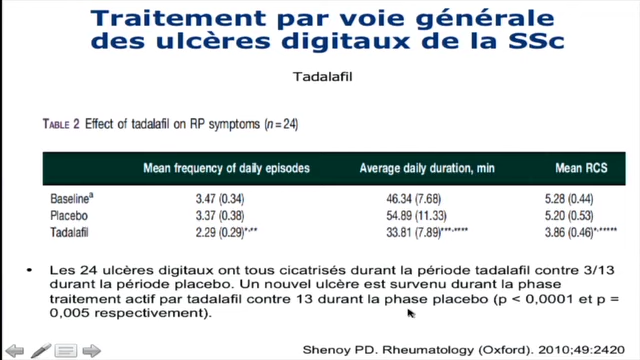 Traitement par voie générale
des ulcères digitaux de la SSc
Tadalafil
TABLE 2 Effect of tadalafil on RP symptoms (n = 24)
Mean frequency of daily episodes Average daily duration, min Mean RCS
Baselineᵃ 3.47 (0.34) 46.34 (7.68) 5.28 (0.44)
Placebo 3.37 (0.38) 54.89 (11.33) 5.20 (0.53)
Tadalafil 2.29 (0.29)*,** 33.81 (7.89)***,**** 3.86 (0.46)*,*****
• Les 24 ulcères digitaux ont tous cicatrisés durant la période tadalafil contre 3/13
durant la période placebo. Un nouvel ulcère est survenu durant la phase
traitement actif par tadalafil contre 13 durant la phase placebo (p < 0,0001 et p =
0,005 respectivement).
Shenoy PD. Rheumatology (Oxford). 2010;49:2420